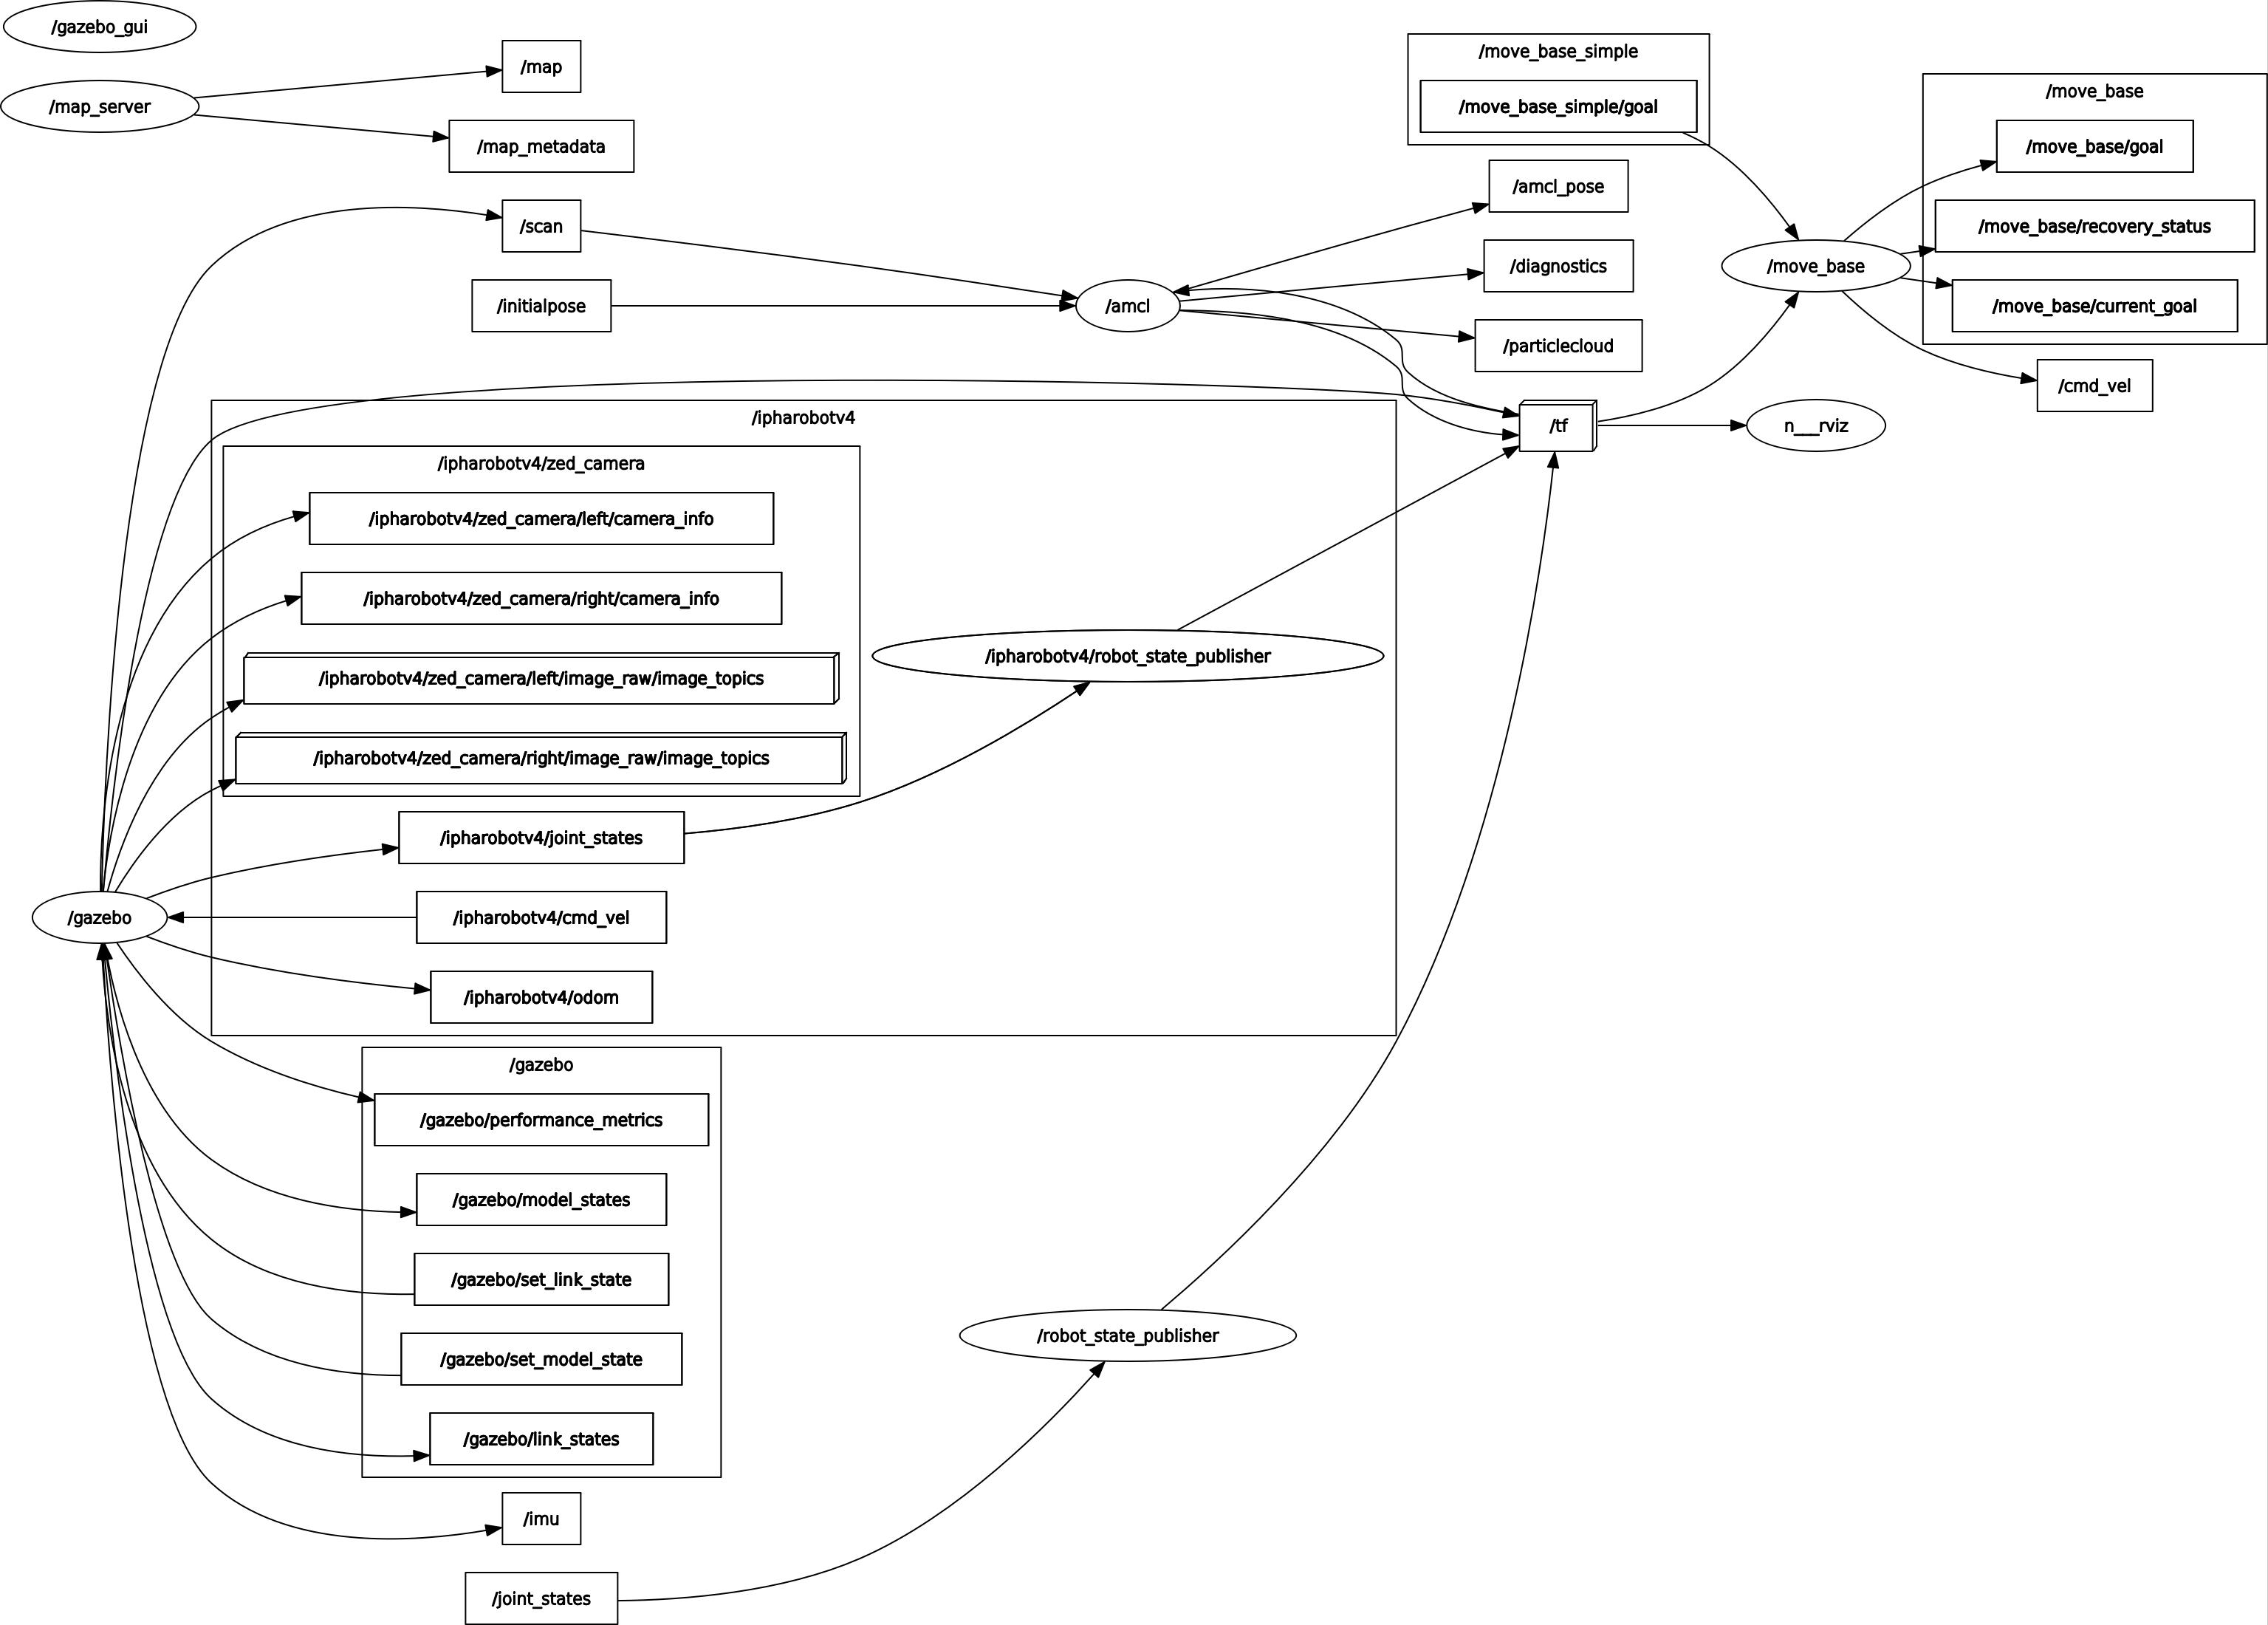 /gazebo_gui
/map_server
/map
/map_metadata
/scan
/initialpose
/amcl
/move_base_simple
/move_base_simple/goal
/amcl_pose
/diagnostics
/particlecloud
/tf
/move_base
n___rviz
/move_base
/move_base/goal
/move_base/recovery_status
/move_base/current_goal
/cmd_vel
/ipharobotv4
/ipharobotv4/zed_camera
/ipharobotv4/zed_camera/left/camera_info
/ipharobotv4/zed_camera/right/camera_info
/ipharobotv4/zed_camera/left/image_raw/image_topics
/ipharobotv4/zed_camera/right/image_raw/image_topics
/ipharobotv4/robot_state_publisher
/ipharobotv4/joint_states
/ipharobotv4/cmd_vel
/ipharobotv4/odom
/gazebo
/gazebo
/gazebo/performance_metrics
/gazebo/model_states
/gazebo/set_link_state
/gazebo/set_model_state
/gazebo/link_states
/robot_state_publisher
/imu
/joint_states